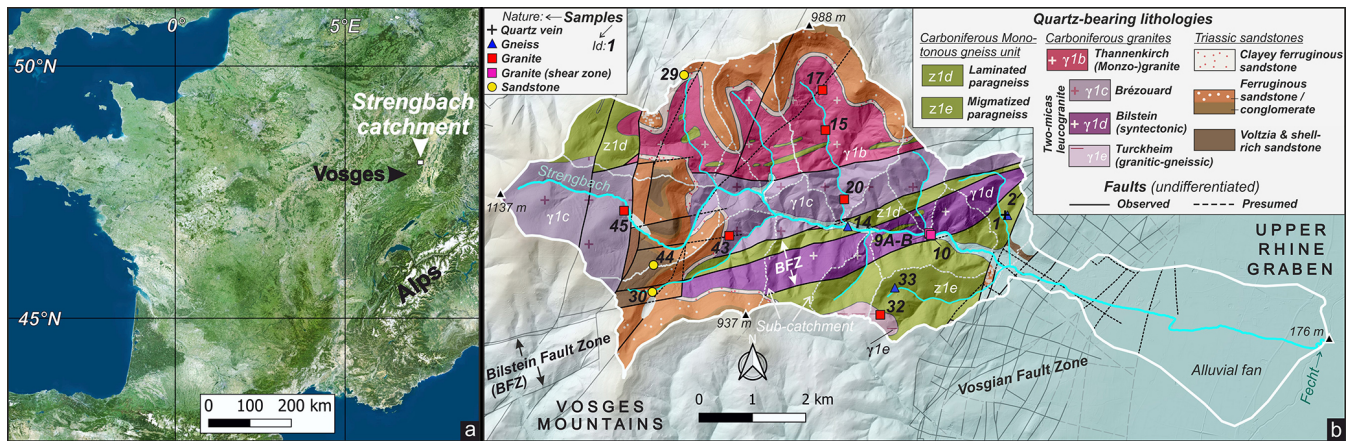 0°
5°E
50°N
45°N
Strengbach
catchment
Vosges
Alps
0 100 200 km
a
Nature: Samples
Id: 1
Quartz vein
Gneiss
Granite
Granite (shear zone)
Sandstone
Quartz-bearing lithologies
Carboniferous Mono-
tonous gneiss unit
z1d Laminated
paragneiss
z1e Migmatized
paragneiss
Carboniferous granites
γ1b Thannenkirch
(Monzo-)granite
Two-micas
leucogranite
γ1c Brézouard
γ1d Bilstein
(syntectonic)
γ1e Turckheim
(granitic-gneissic)
Triassic sandstones
Clayey ferruginous
sandstone
Ferruginous
sandstone /
conglomerate
Voltzia & shell-
rich sandstone
Faults (undifferentiated)
Observed
Presumed
988 m
29
17
15
z1d
γ1b
Strengbach
1137 m
γ1c
45
20
γ1c
z1d
γ1d
2
1
14
9A-B
10
43
44
BFZ
30
33
z1e
32
937 m
Sub-catchment
γ1e
Bilstein Fault Zone
(BFZ)
VOSGES
MOUNTAINS
0 1 2 km
Vosgian Fault Zone
UPPER
RHINE
GRABEN
176 m
Alluvial fan
Fecht
b